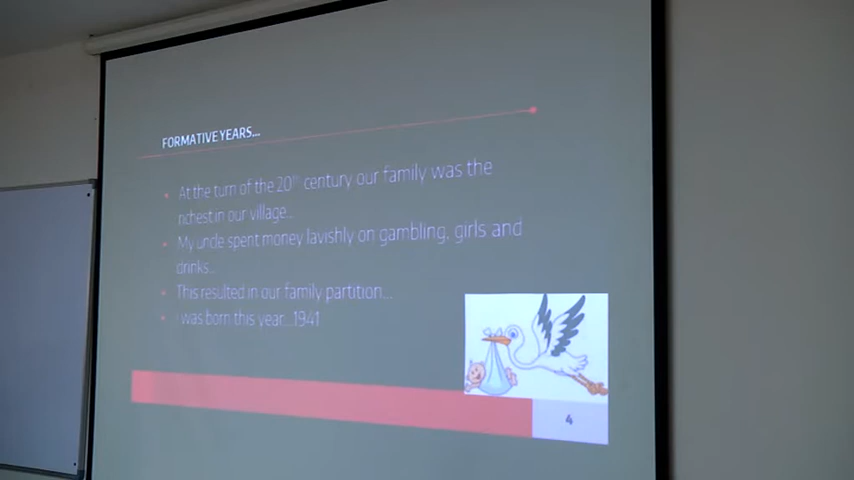 FORMATIVE YEARS...
At the turn of the 20th century our family was the
richest in our village..
My uncle spent money lavishly on gambling, girls and
drinks..
This resulted in our family partition...
I was born this year...1941
4